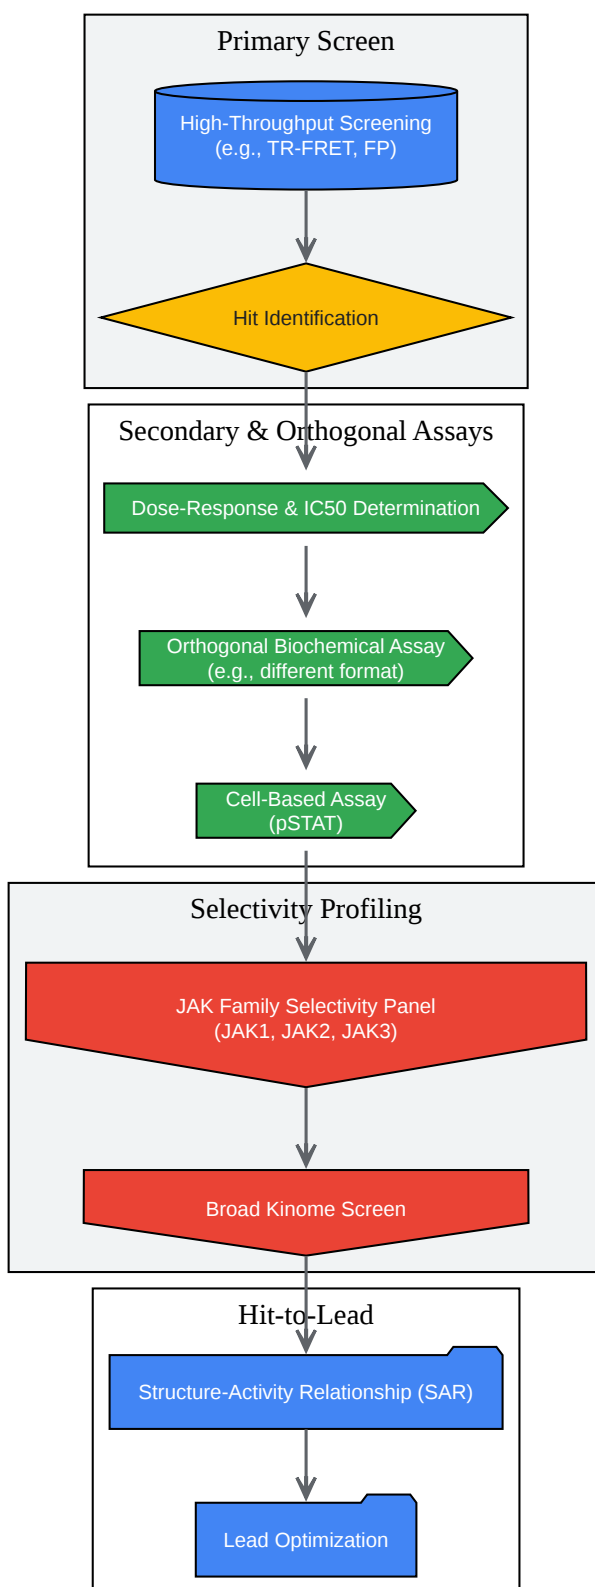 Primary Screen
High-Throughput Screening
(e.g., TR-FRET, FP)
Hit Identification
Secondary & Orthogonal Assays
Dose-Response & IC50 Determination
Orthogonal Biochemical Assay
(e.g., different format)
Cell-Based Assay
(pSTAT)
Selectivity Profiling
JAK Family Selectivity Panel
(JAK1, JAK2, JAK3)
Broad Kinome Screen
Hit-to-Lead
Structure-Activity Relationship (SAR)
Lead Optimization